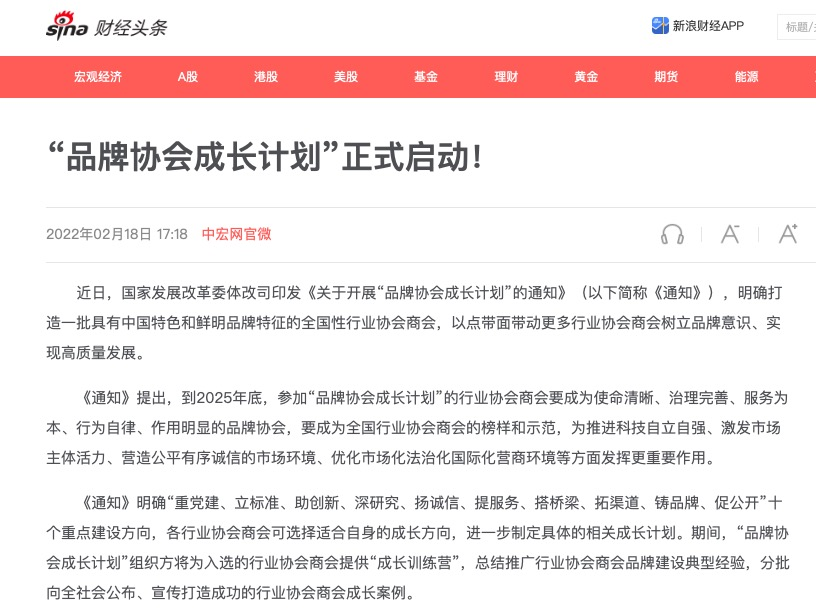 sina 财经头条
新浪财经APP
标题/
宏观经济 A股 港股 美股 基金 理财 黄金 期货 能源
“品牌协会成长计划”正式启动！
2022年02月18日 17:18 中宏网官微
近日，国家发展改革委体改司印发《关于开展“品牌协会成长计划”的通知》（以下简称《通知》），明确打
造一批具有中国特色和鲜明品牌特征的全国性行业协会商会，以点带面带动更多行业协会商会树立品牌意识、实
现高质量发展。
《通知》提出，到2025年底，参加“品牌协会成长计划”的行业协会商会要成为使命清晰、治理完善、服务为
本、行为自律、作用明显的品牌协会，要成为全国行业协会商会的榜样和示范，为推进科技自立自强、激发市场
主体活力、营造公平有序诚信的市场环境、优化市场化法治化国际化营商环境等方面发挥更重要作用。
《通知》明确“重党建、立标准、助创新、深研究、扬诚信、提服务、搭桥梁、拓渠道、铸品牌、促公开”十
个重点建设方向，各行业协会商会可选择适合自身的成长方向，进一步制定具体的相关成长计划。期间，“品牌协
会成长计划”组织方将为入选的行业协会商会提供“成长训练营”，总结推广行业协会商会品牌建设典型经验，分批
向全社会公布、宣传打造成功的行业协会商会成长案例。